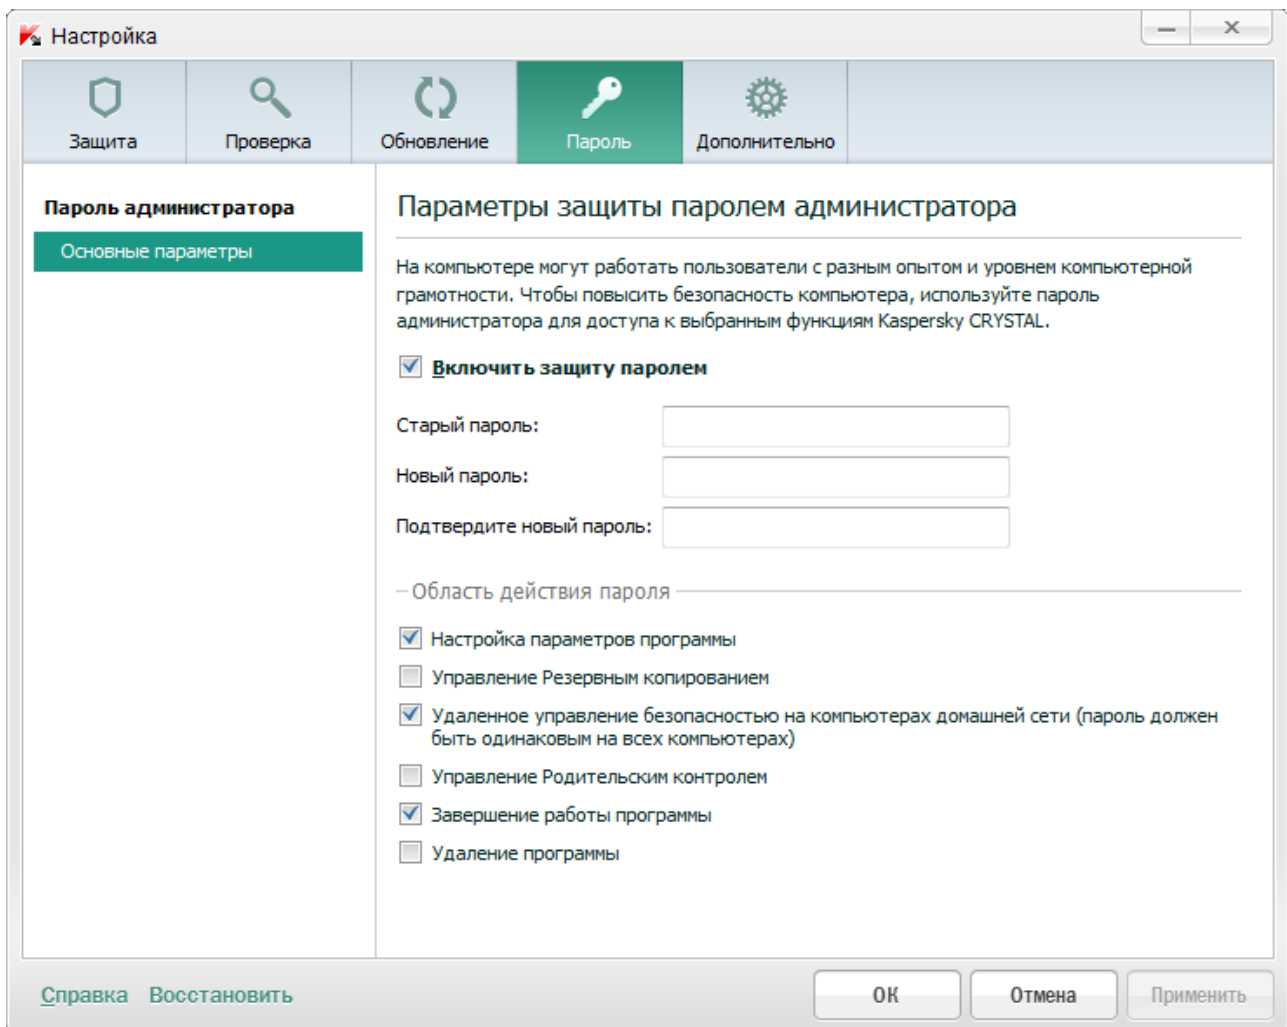 Настройка
Защита
Проверка
Обновление
Пароль
Дополнительно
Пароль администратора
Основные параметры
Параметры защиты паролем администратора
На компьютере могут работать пользователи с разным опытом и уровнем компьютерной
грамотности. Чтобы повысить безопасность компьютера, используйте пароль
администратора для доступа к выбранным функциям Kaspersky CRYSTAL.
Включить защиту паролем
Старый пароль:
Новый пароль:
Подтвердите новый пароль:
Область действия пароля
Настройка параметров программы
Управление Резервным копированием
Удаленное управление безопасностью на компьютерах домашней сети (пароль должен
быть одинаковым на всех компьютерах)
Управление Родительским контролем
Завершение работы программы
Удаление программы
Справка
Восстановить
ОК
Отмена
Применить